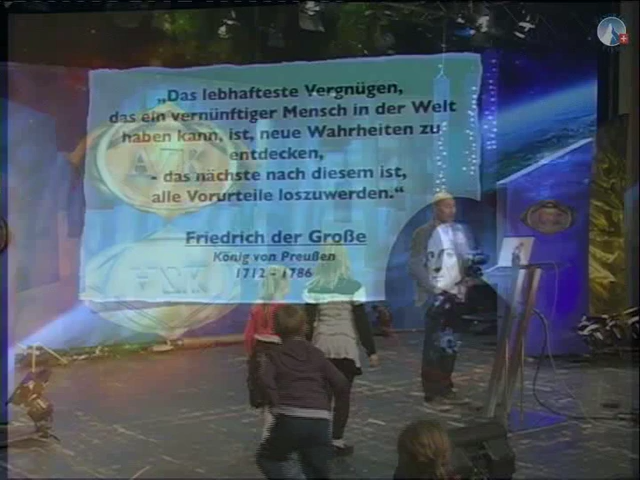 „Das lebhafteste Vergnügen,
das ein vernünftiger Mensch in der Welt
haben kann, ist, neue Wahrheiten zu
entdecken,
- das nächste nach diesem ist,
alle Vorurteile loszuwerden.“
Friedrich der Große
König von Preußen
1712 - 1786
AZK